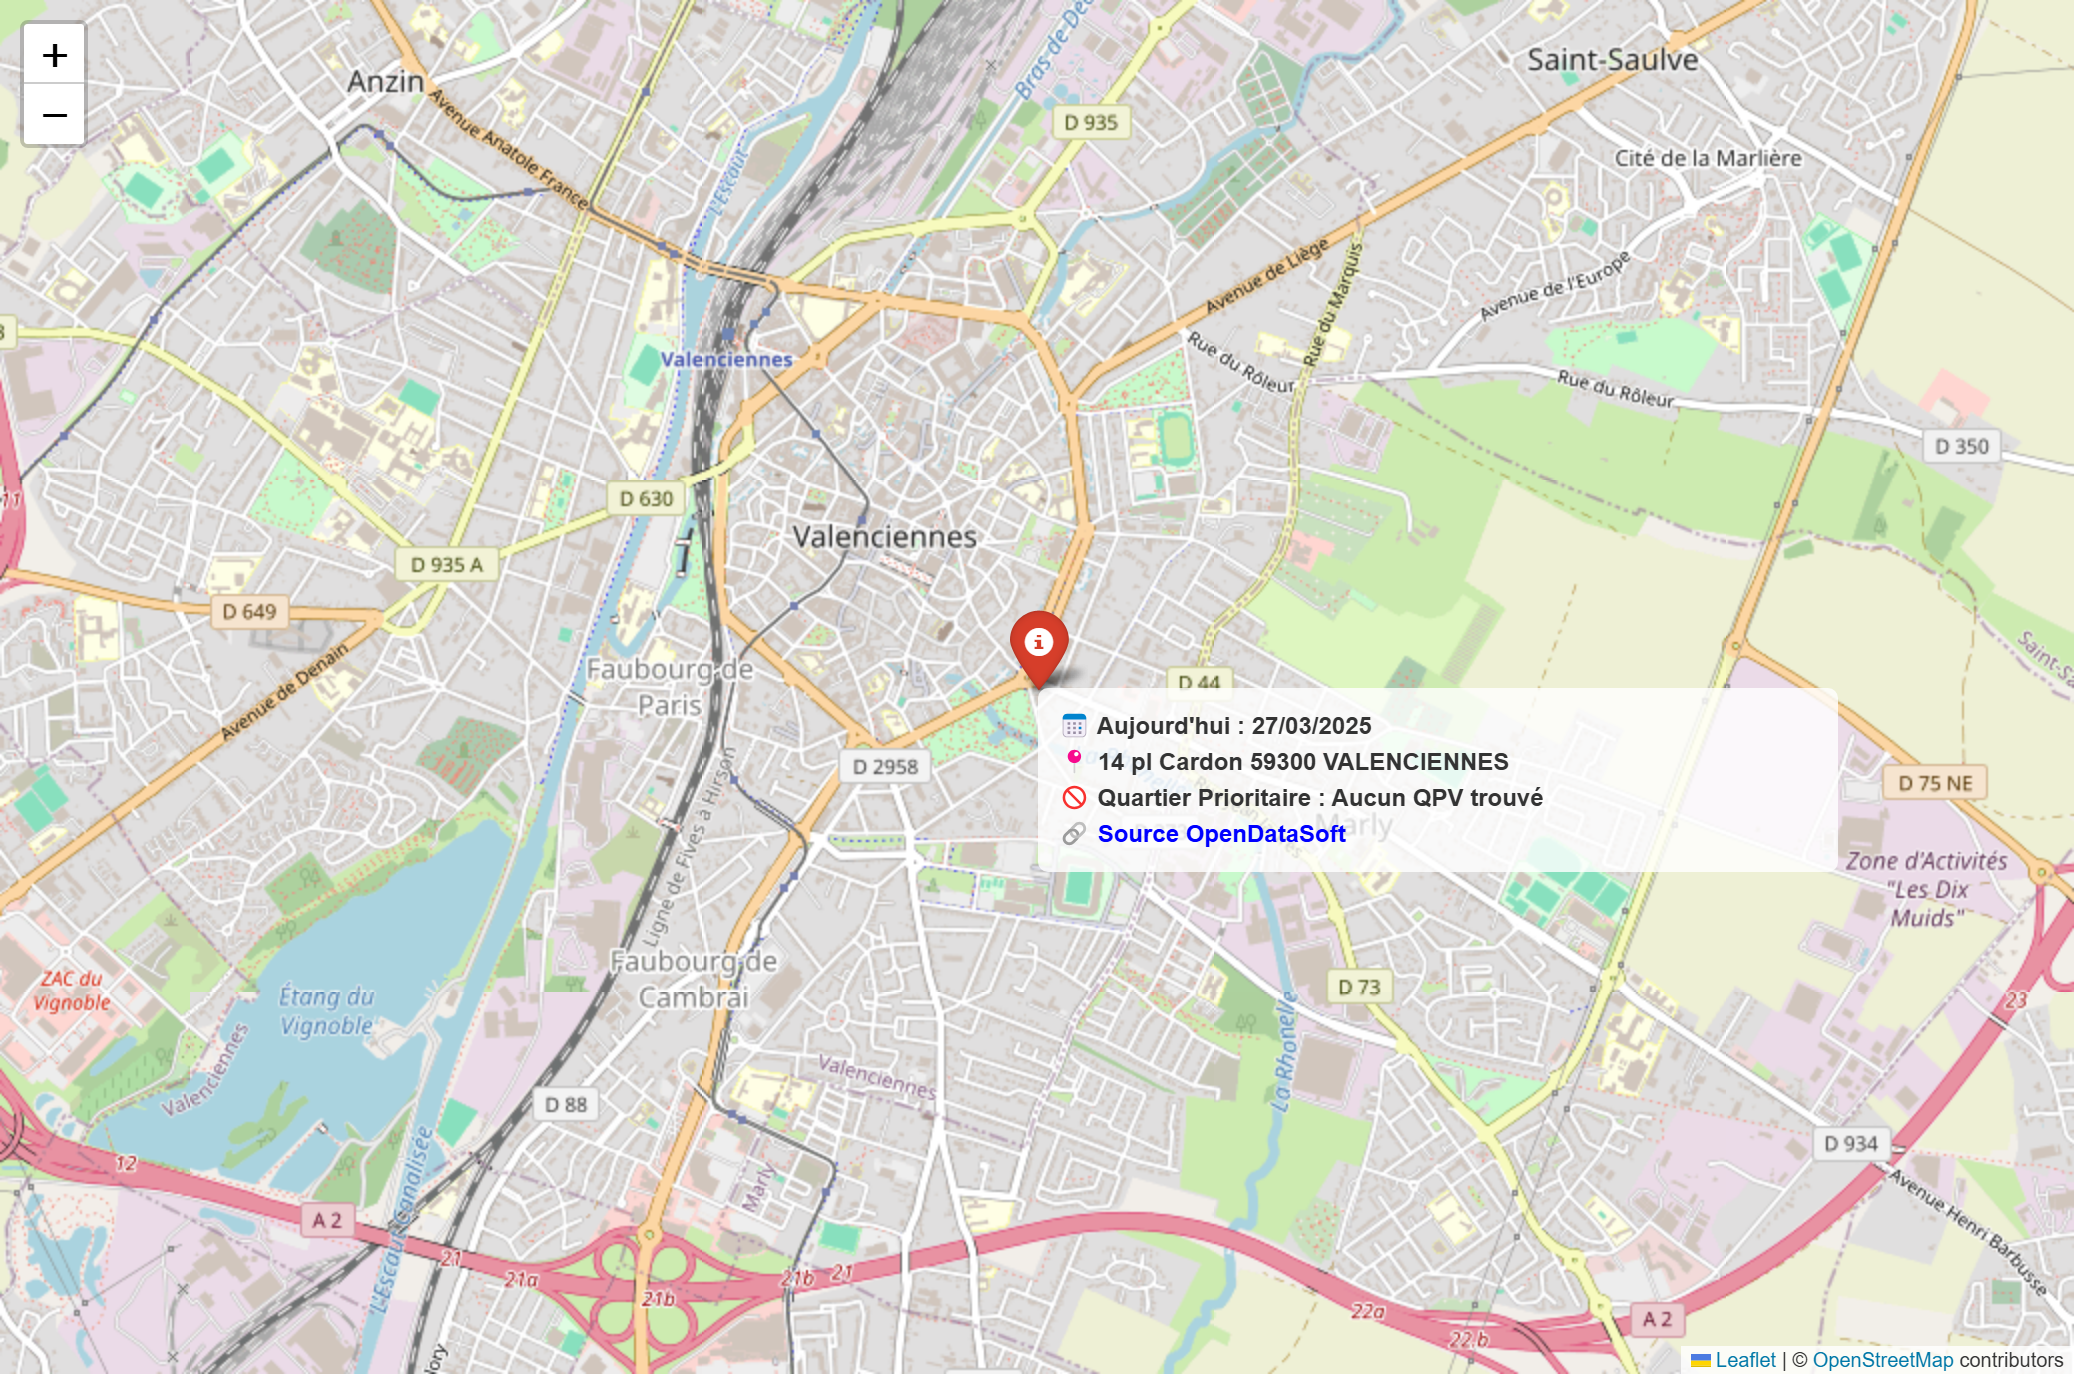 +
−
Anzin
Avenue Anatole France
L'Escaut
Bras de Dec
D 935
Saint-Saulve
Cité de la Marlière
Avenue de Liège
Rue du Marquis
Avenue de l'Europe
Rue du Rôleur
Rue du Rôleur
D 350
3
11
Valenciennes
D 630
Valenciennes
D 935 A
D 649
Avenue de Denain
Faubourg de
Paris
D 44
Saint-Sa
D 2958
Aujourd'hui : 27/03/2025
14 pl Cardon 59300 VALENCIENNES
Quartier Prioritaire : Aucun QPV trouvé
Source OpenDataSoft
Marly
D 75 NE
Zone d'Activités
"Les Dix
Muids"
Ligne de Fives à Hirson
Faubourg de
Cambrai
ZAC du
Vignoble
Étang du
Vignoble
Valenciennes
D 73
La Rhonelle
23
Valenciennes
D 88
Marly
D 934
Avenue Henri Barbusse
12
A 2
L'Escaut canalisée
21
21a
21b
21b
21
22a
22.b
A 2
Leaflet | © OpenStreetMap contributors